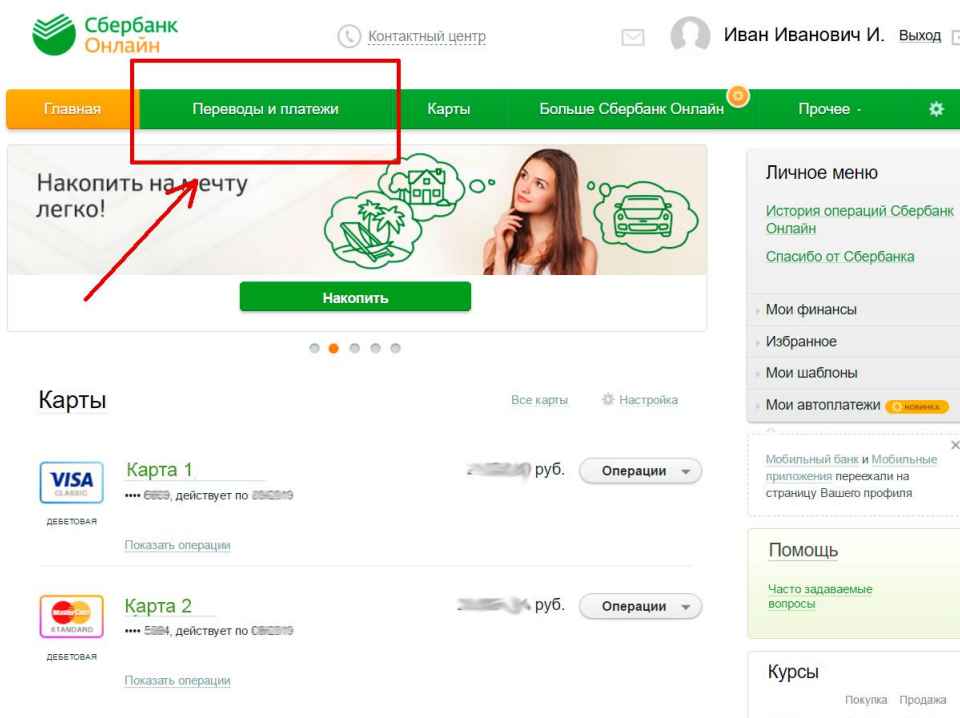 Сбербанк
Онлайн
Контактный центр
Иван Иванович И. Выход
Главная Переводы и платежи Карты Больше Сбербанк Онлайн Прочее
Накопить на мечту
легко!
Накопить
Личное меню
История операций Сбербанк
Онлайн
Спасибо от Сбербанка
Мои финансы
Избранное
Мои шаблоны
Мои автоплатежи НОВИНКА
Мобильный банк и Мобильные
приложения переехали на
страницу Вашего профиля
Помощь
Часто задаваемые
вопросы
Курсы
Покупка Продажа
Карты Все карты Настройка
VISA
CLASSIC
ДЕБЕТОВАЯ
Карта 1 руб. Операции
•••• , действует по
Показать операции
MasterCard
STANDARD
ДЕБЕТОВАЯ
Карта 2 руб. Операции
•••• , действует по
Показать операции